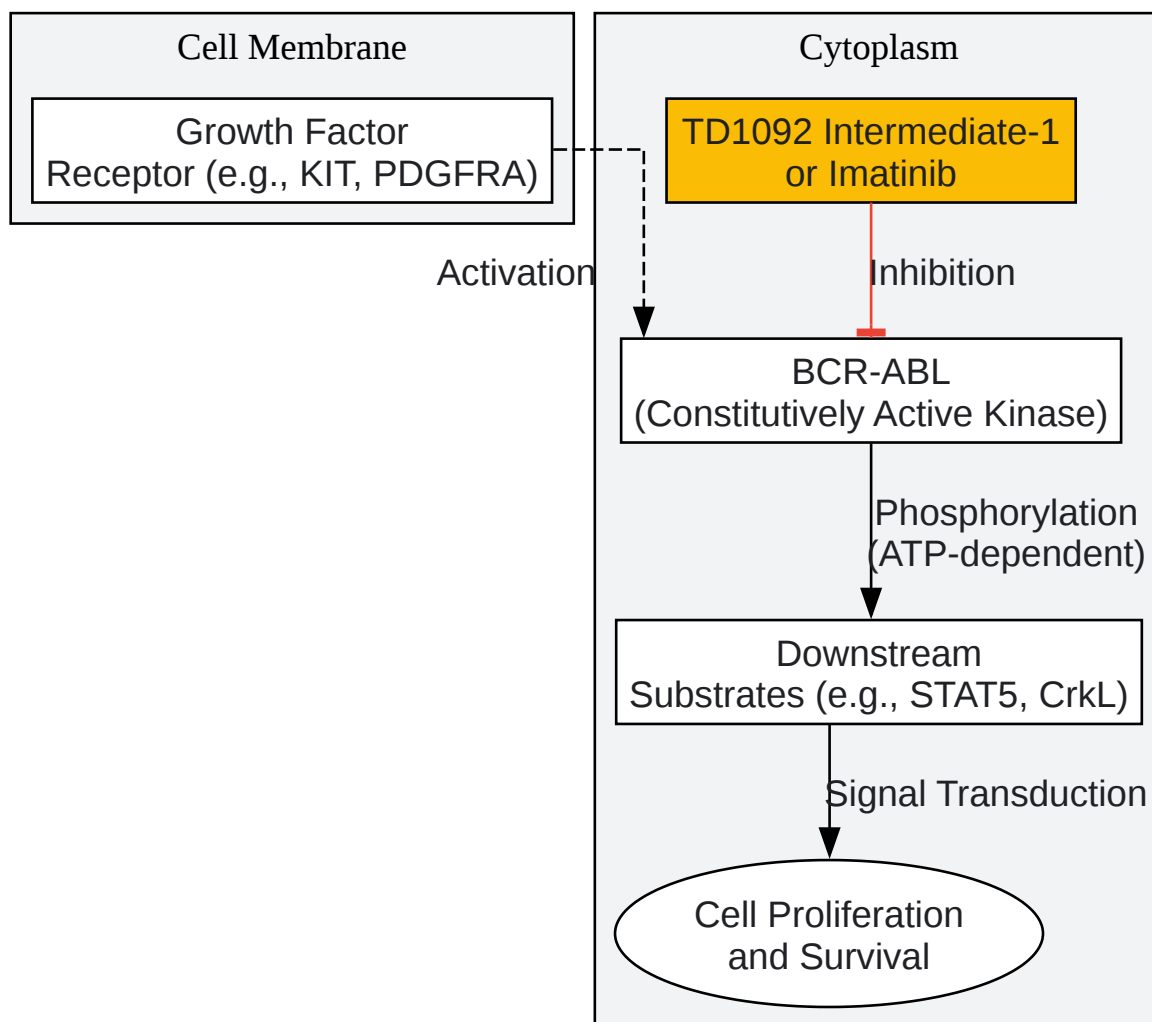 Cell Membrane
Growth Factor
Receptor (e.g., KIT, PDGFRA)
Cytoplasm
TD1092 Intermediate-1
or Imatinib
Activation
Inhibition
BCR-ABL
(Constitutively Active Kinase)
Phosphorylation
(ATP-dependent)
Downstream
Substrates (e.g., STAT5, CrkL)
Signal Transduction
Cell Proliferation
and Survival